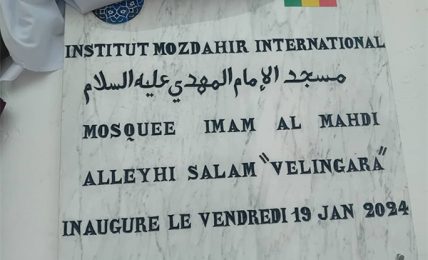 INSTITUT MOZDAHIR INTERNATIONAL
مسجد الإمام المهدي عليه السلام
MOSQUEE IMAM AL MAHDI
ALLEYHI SALAM "VELINGARA"
INAUGURE LE VENDREDI 19 JAN 2024